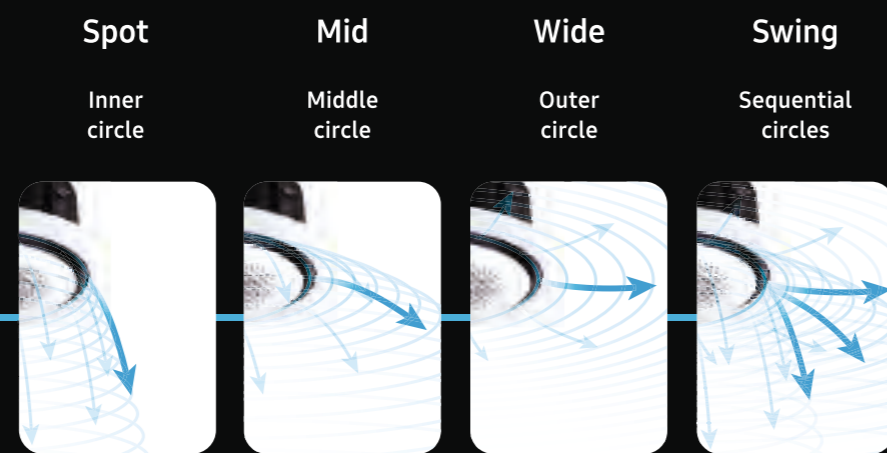 Spot
Mid
Wide
Swing
Inner
circle
Middle
circle
Outer
circle
Sequential
circles